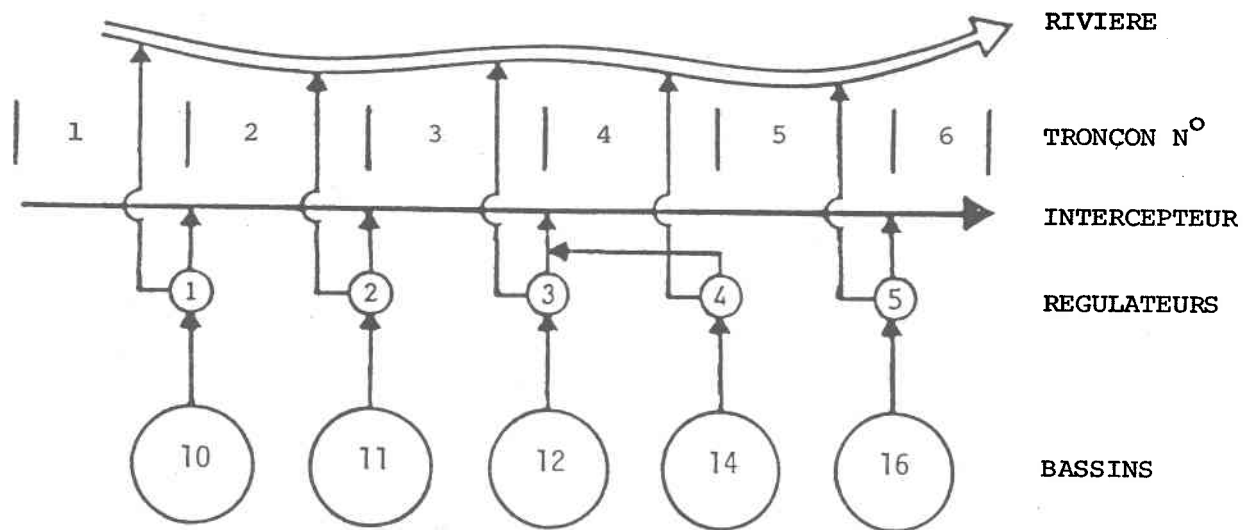 RIVIERE
1 2 3 4 5 6 TRONÇON N°
INTERCEPTEUR
1 2 3 4 5 REGULATEURS
10 11 12 14 16 BASSINS